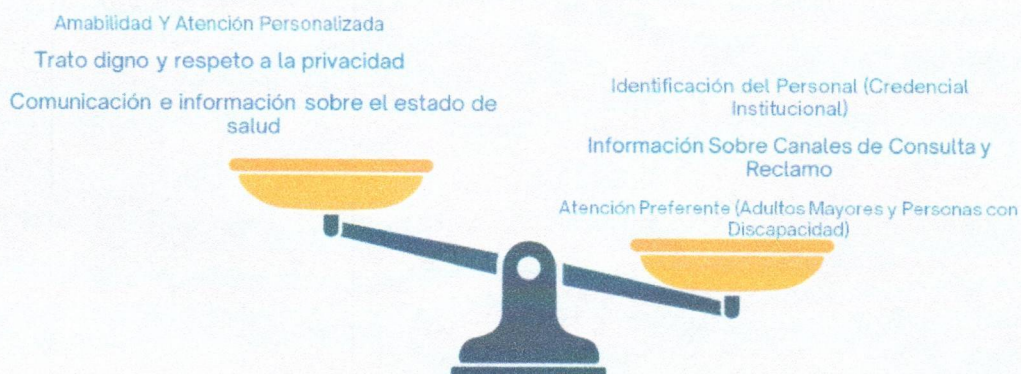 Amabilidad Y Atención Personalizada
Trato digno y respeto a la privacidad
Comunicación e información sobre el estado de
salud
Identificación del Personal (Credencial
Institucional)
Información Sobre Canales de Consulta y
Reclamo
Atención Preferente (Adultos Mayores y Personas con
Discapacidad)